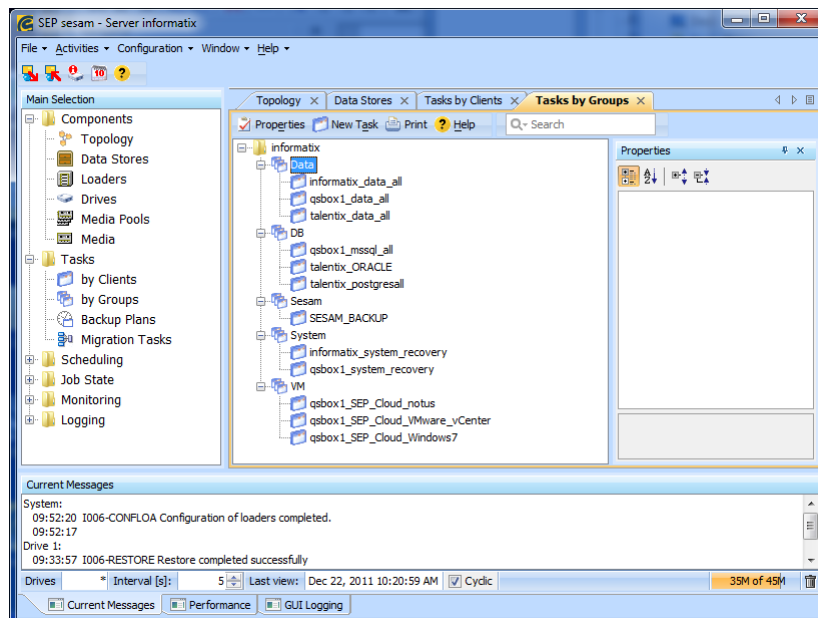 SEP sesam - Server informatix
File Activities Configuration Window Help
10
Main Selection
Components
Topology
Data Stores
Loaders
Drives
Media Pools
Media
Tasks
by Clients
by Groups
Backup Plans
Migration Tasks
Scheduling
Job State
Monitoring
Logging
Topology Data Stores Tasks by Clients Tasks by Groups
Properties New Task Print Help Search
informatix
Data
informatix_data_all
qsbox1_data_all
talentix_data_all
DB
qsbox1_mssql_all
talentix_ORACLE
talentix_postgresall
Sesam
SESAM_BACKUP
System
informatix_system_recovery
qsbox1_system_recovery
VM
qsbox1_SEP_Cloud_notus
qsbox1_SEP_Cloud_VMware_vCenter
qsbox1_SEP_Cloud_Windows7
Properties
Current Messages
System:
09:52:20 I006-CONFLOA Configuration of loaders completed.
09:52:17
Drive 1:
09:33:57 I006-RESTORE Restore completed successfully
Drives * Interval [s]: 5 Last view: Dec 22, 2011 10:20:59 AM Cyclic 35M of 45M
Current Messages Performance GUI Logging